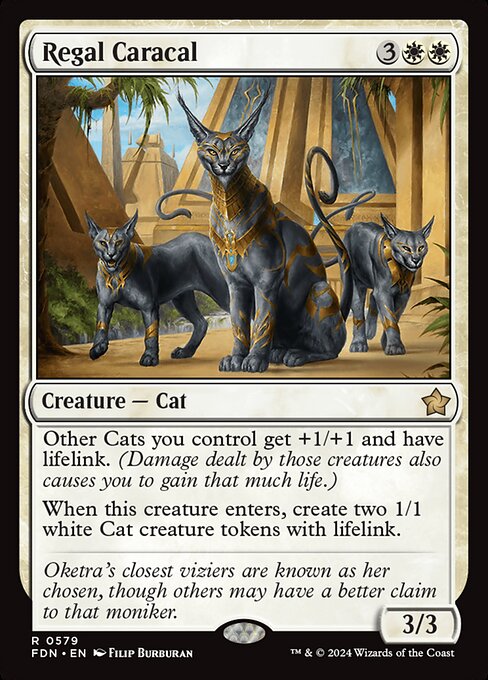 Regal Caracal 3
Creature — Cat
Other Cats you control get +1/+1 and have
lifelink. (Damage dealt by those creatures also
causes you to gain that much life.)
When this creature enters, create two 1/1
white Cat creature tokens with lifelink.
Oketra's closest viziers are known as her
chosen, though others may have a better claim
to that moniker.
3/3
R 0579
FDN • EN Filip Burburan
™ & © 2024 Wizards of the Coast